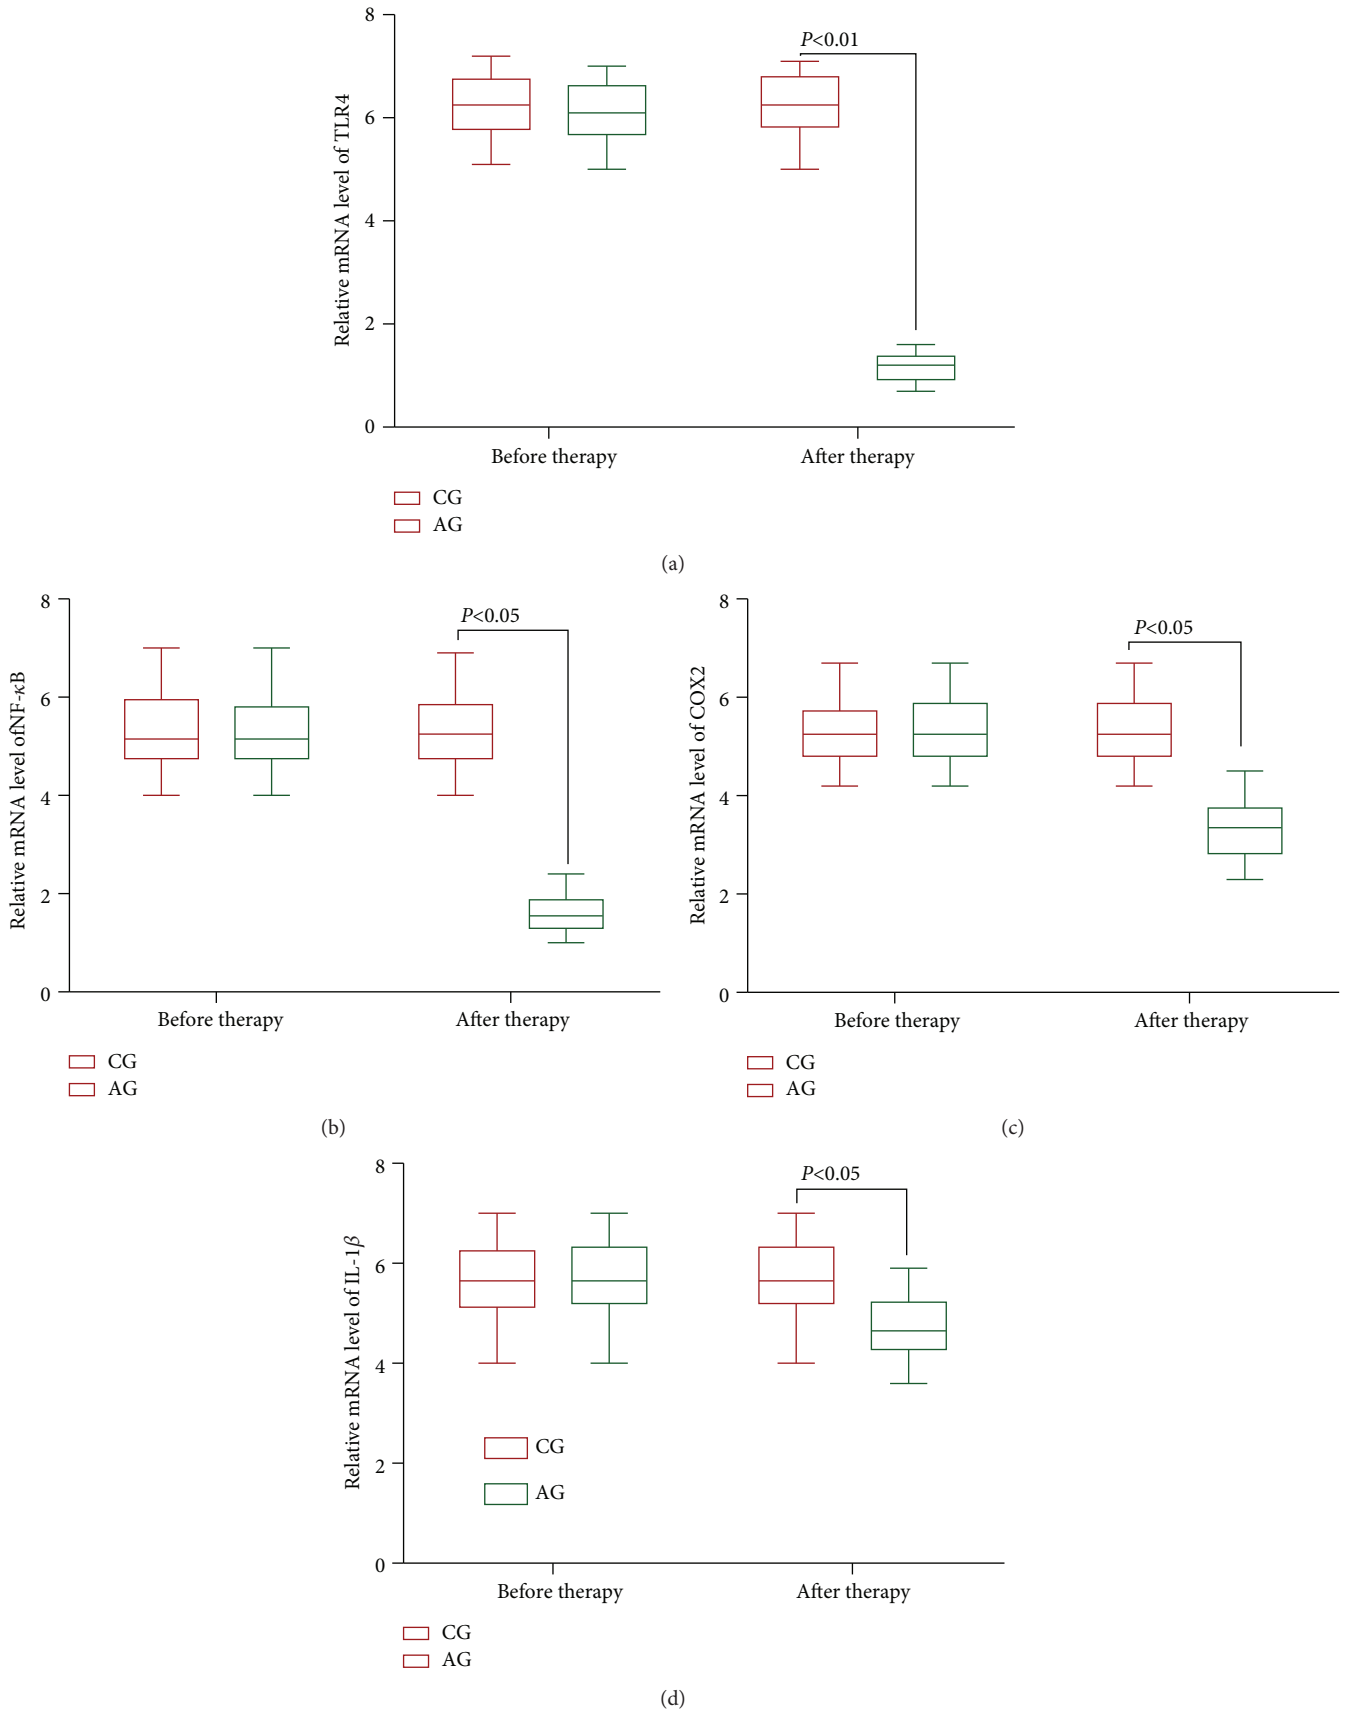 8
P<0.01
6
Relative mRNA level of TLR4
4
2
0
Before therapy
After therapy
CG
AG
(a)
8
P<0.05
6
Relative mRNA level ofNF-κB
4
2
0
Before therapy
After therapy
CG
AG
(b)
8
P<0.05
6
Relative mRNA level of COX2
4
2
0
Before therapy
After therapy
CG
AG
(c)
8
P<0.05
6
Relative mRNA level of IL-1β
4
CG
2
AG
0
Before therapy
After therapy
CG
AG
(d)